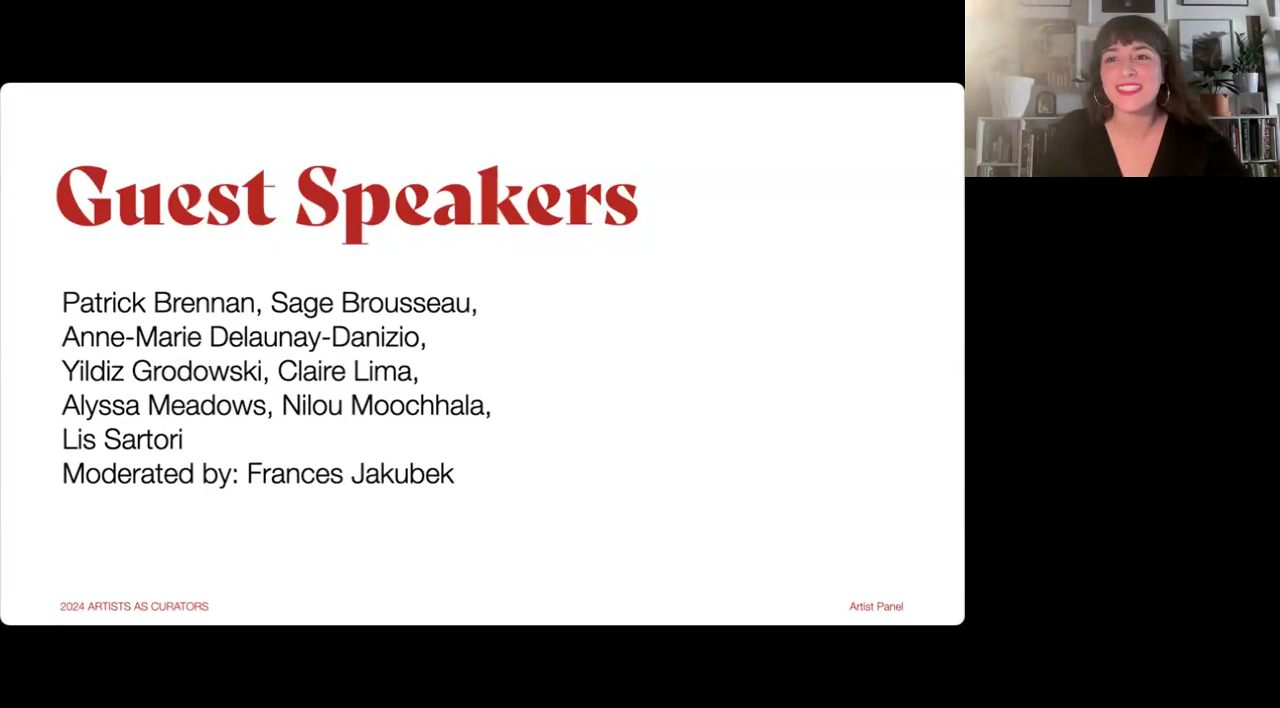 Guest Speakers
Patrick Brennan, Sage Brousseau,
Anne-Marie Delaunay-Danizio,
Yildiz Grodowski, Claire Lima,
Alyssa Meadows, Nilou Moochhala,
Lis Sartori
Moderated by: Frances Jakubek
2024 ARTISTS AS CURATORS
Artist Panel